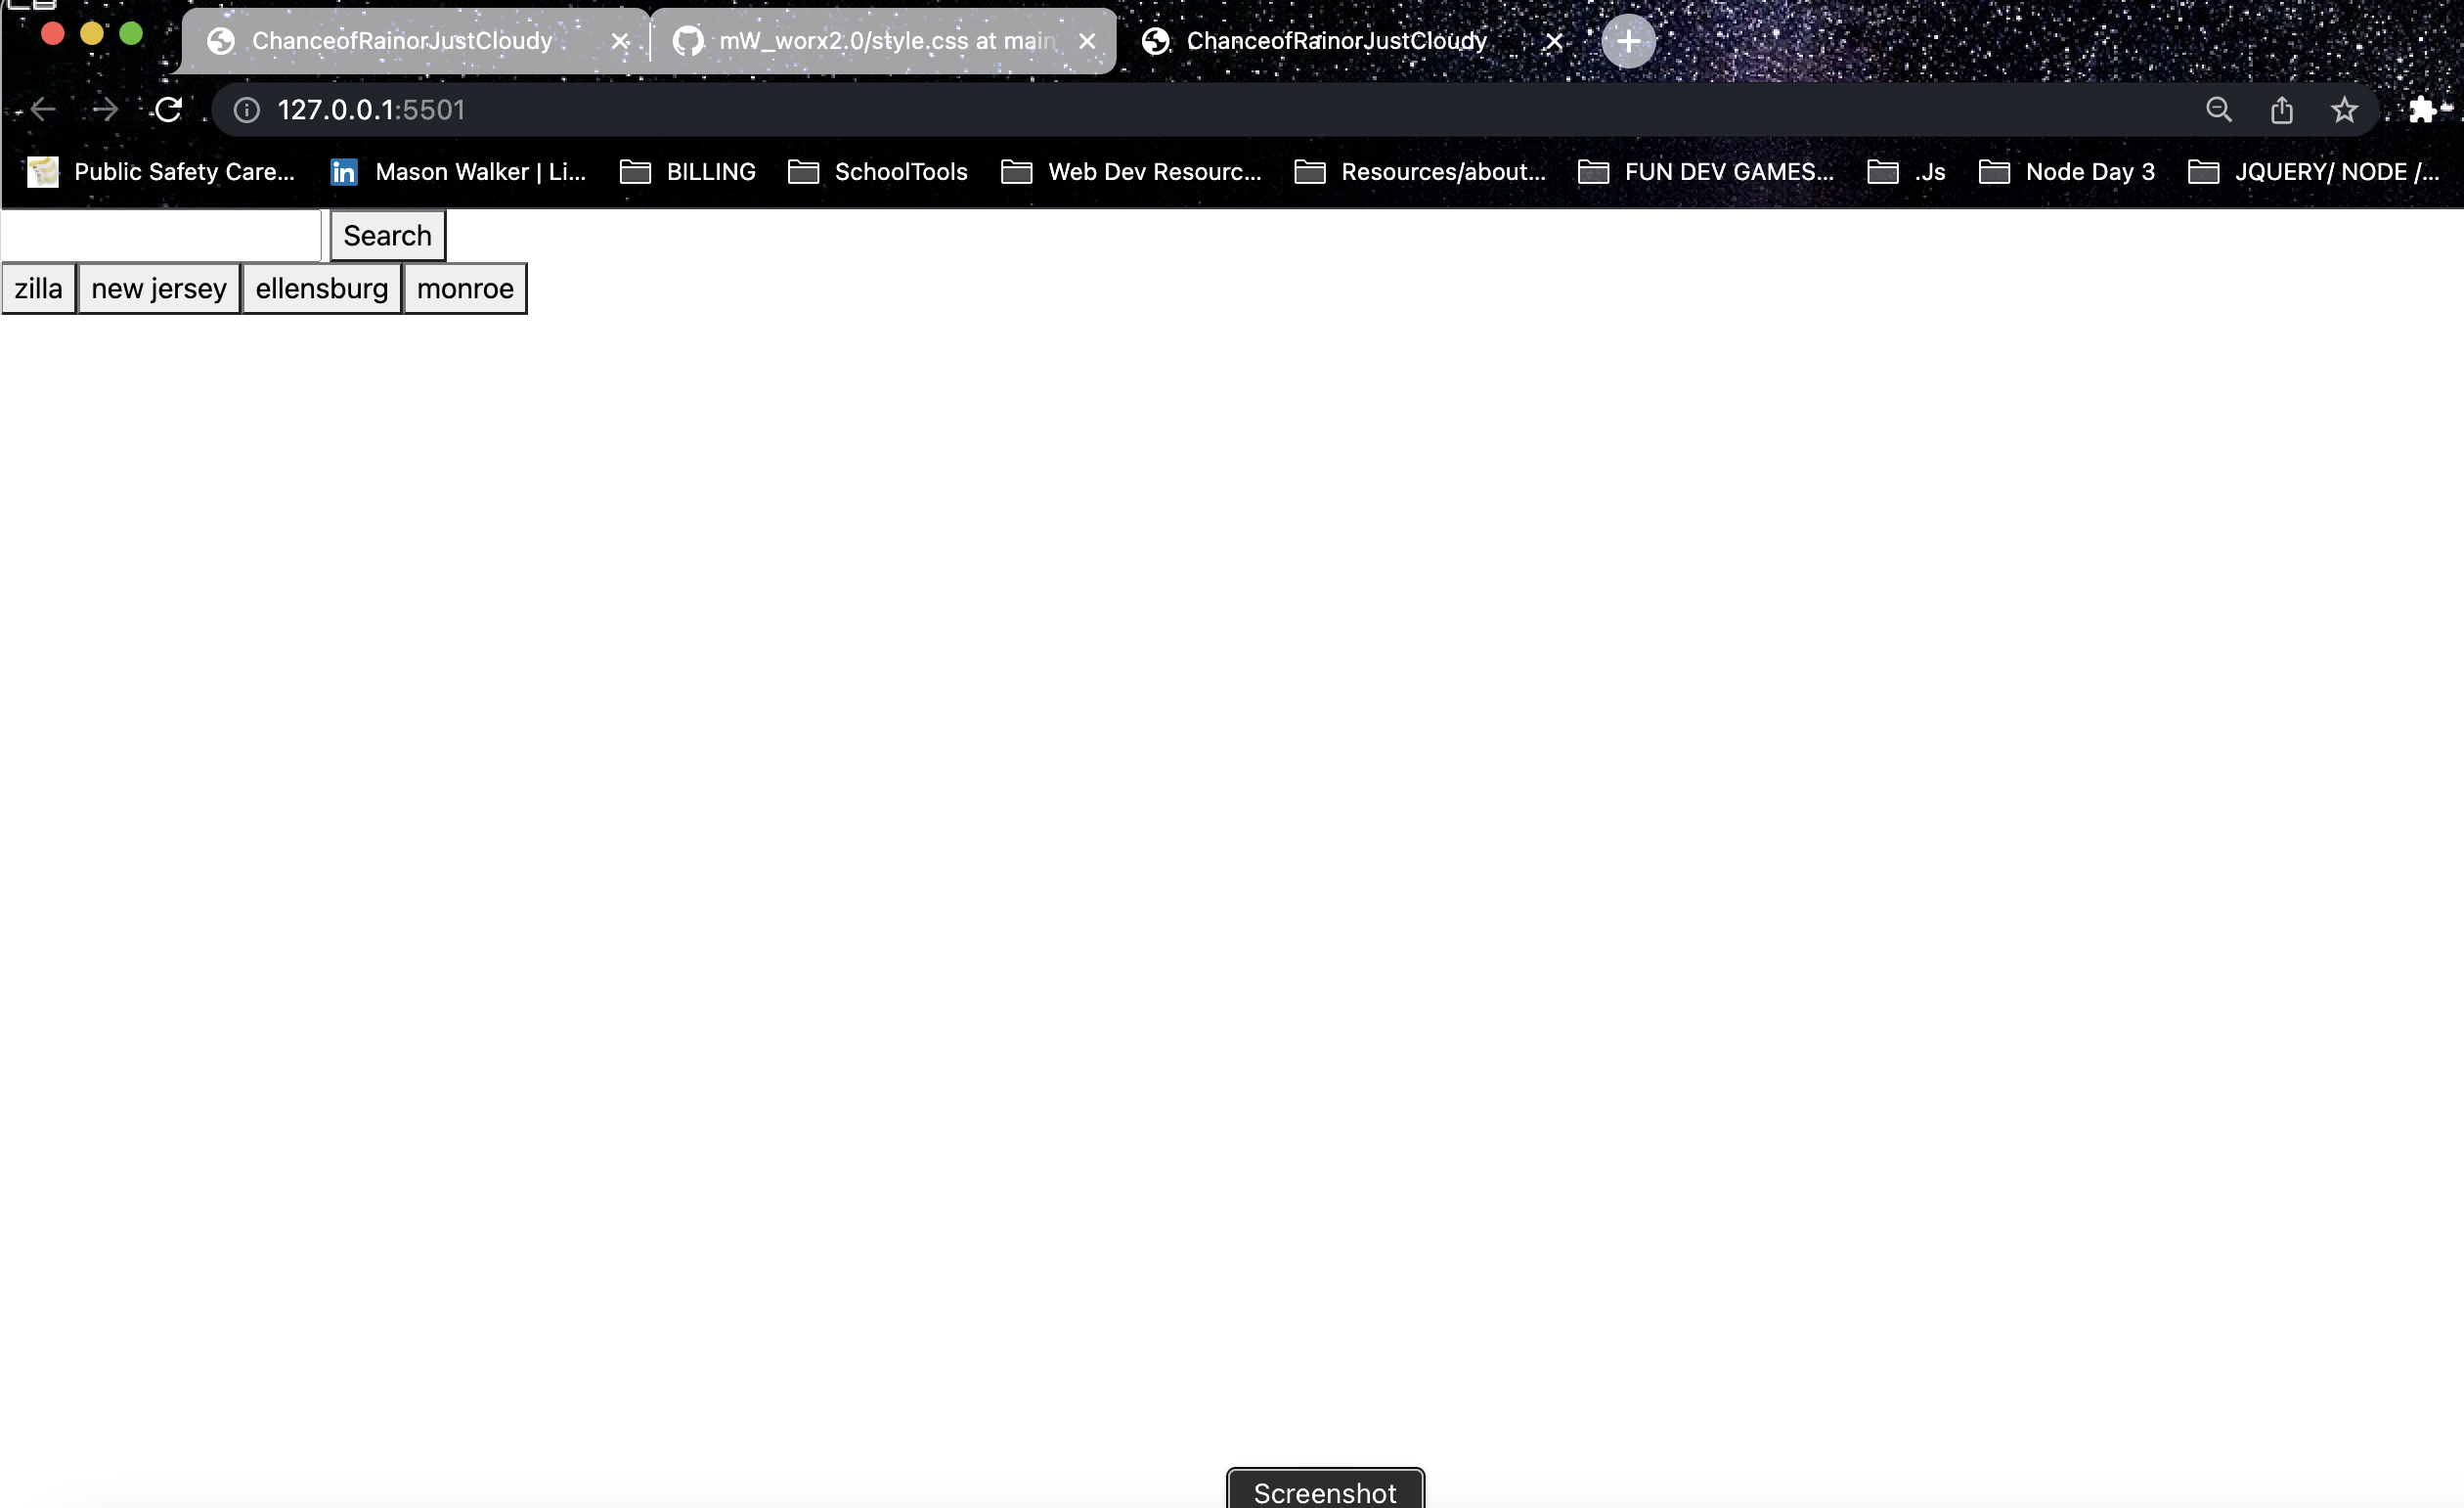 ChanceofRainorJustCloudy mW_worx2.0/style.css at main ChanceofRainorJustCloudy
127.0.0.1:5501
Public Safety Care... Mason Walker | Li... BILLING SchoolTools Web Dev Resourc... Resources/about... FUN DEV GAMES... .Js Node Day 3 JQUERY/ NODE /...
Search
zilla new jersey ellensburg monroe
Screenshot